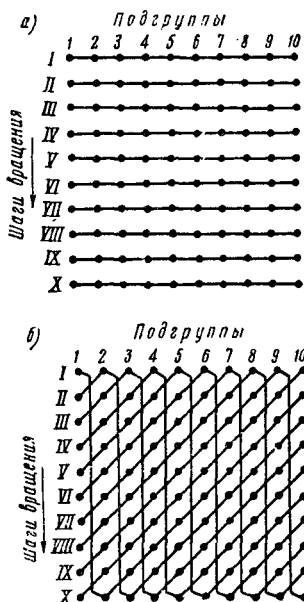 а)
Подгруппы
1 2 3 4 5 6 7 8 9 10
I
II
III
IV
V
VI
VII
VIII
IX
X
Шаги вращения
б)
Подгруппы
1 2 3 4 5 6 7 8 9 10
I
II
III
IV
V
VI
VII
VIII
IX
X
Шаги вращения